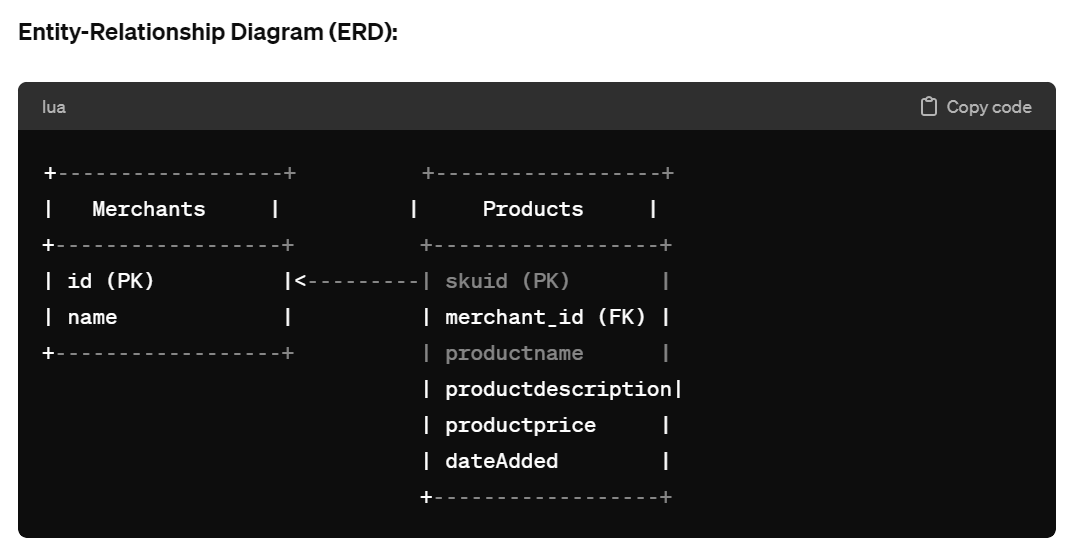 Entity-Relationship Diagram (ERD):
lua Copy code
+------------------+          +------------------+
|   Merchants     |          |     Products     |
+------------------+          +------------------+
| id (PK)          |<---------| skuid (PK)       |
| name             |          | merchant_id (FK) |
+------------------+          | productname      |
                              | productdescription|
                              | productprice     |
                              | dateAdded        |
                              +------------------+